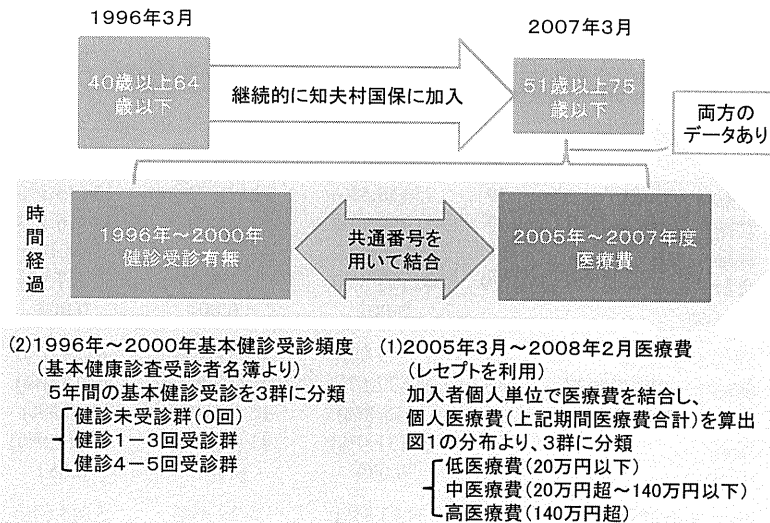 1996年3月
2007年3月
40歳以上64
歳以下
継続的に知夫村国保に加入
51歳以上75
歳以下
両方の
データあり
時間経過
1996年～2000年
健診受診有無
共通番号を
用いて結合
2005年～2007年度
医療費
(2)1996年～2000年基本健診受診頻度
(基本健康診査受診者名簿より)
5年間の基本健診受診を3群に分類
健診未受診群(0回)
健診1－3回受診群
健診4－5回受診群
(1)2005年3月～2008年2月医療費
(レセプトを利用)
加入者個人単位で医療費を結合し、
個人医療費(上記期間医療費合計)を算出
図1の分布より、3群に分類
低医療費(20万円以下)
中医療費(20万円超～140万円以下)
高医療費(140万円超)